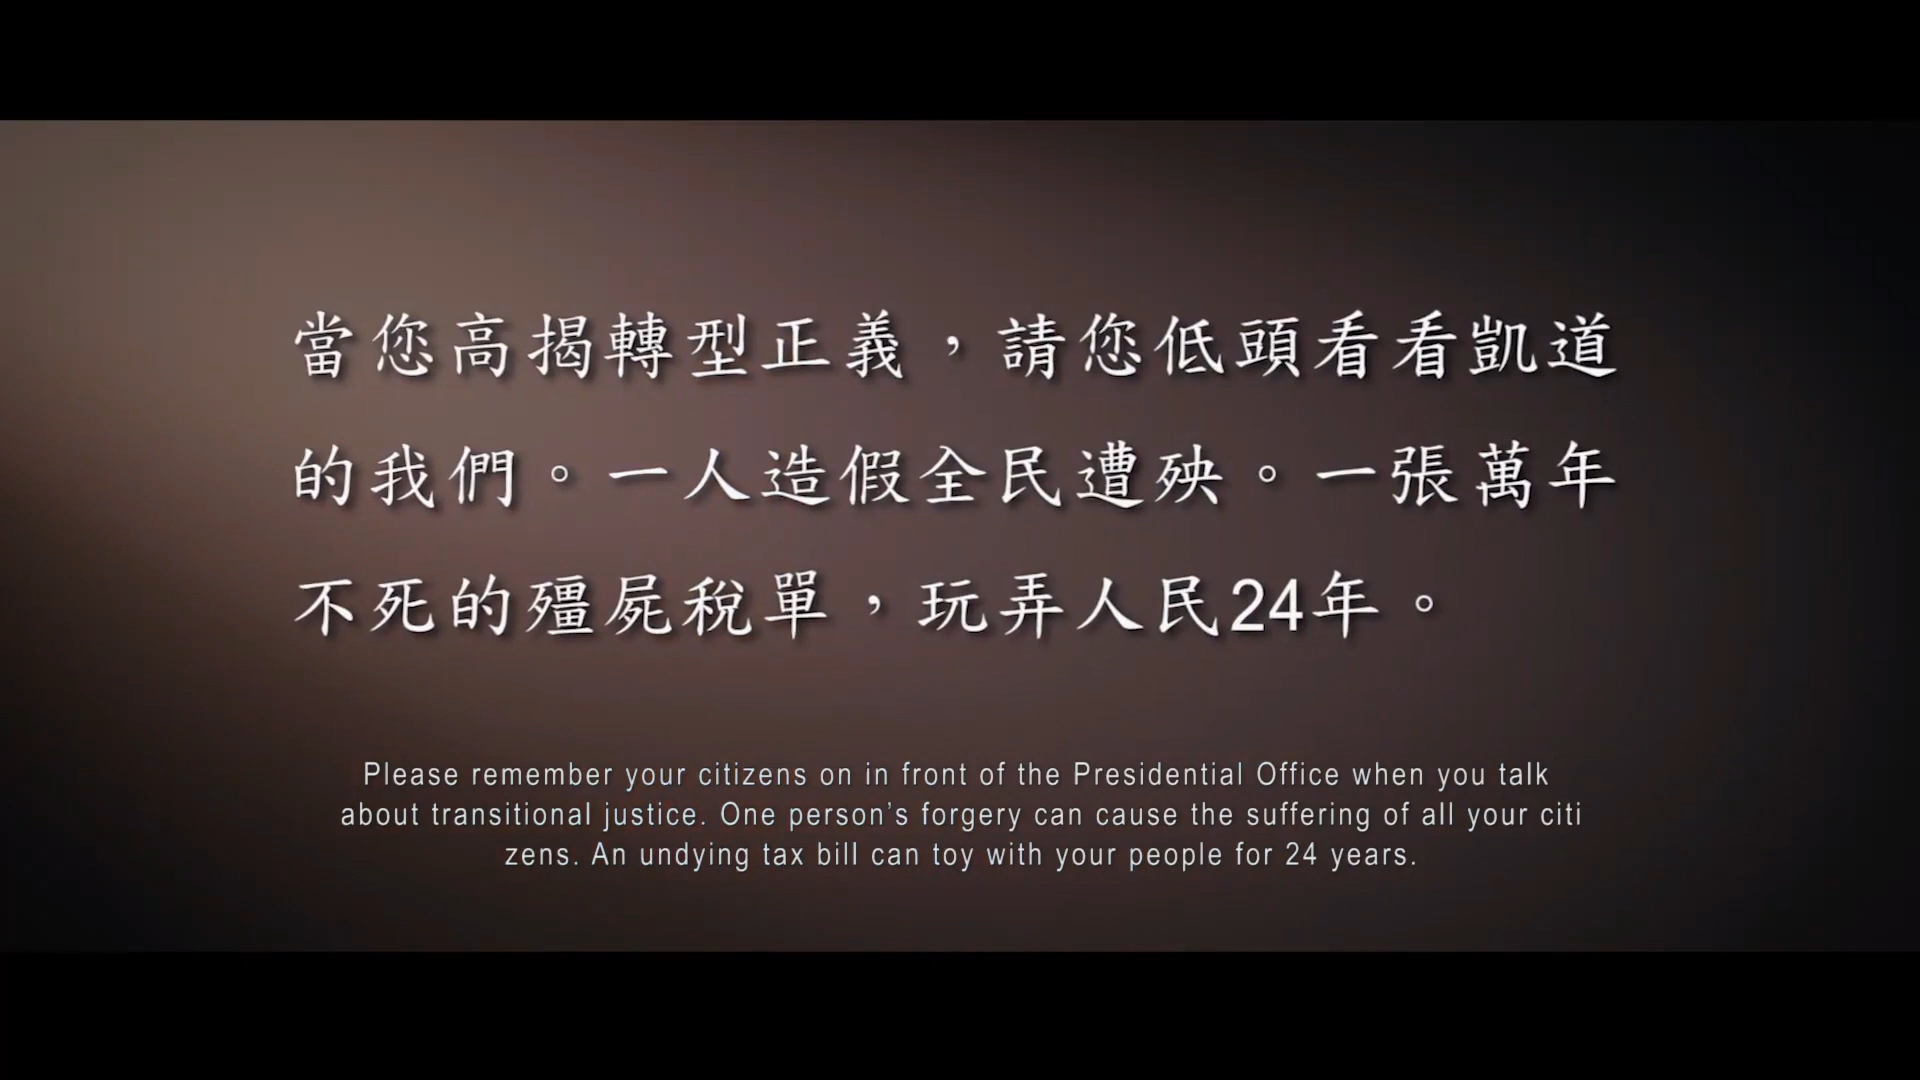 當您高揭轉型正義，請您低頭看看凱道
的我們。一人造假全民遭殃。一張萬年
不死的殭屍稅單，玩弄人民24年。
Please remember your citizens on in front of the Presidential Office when you talk
about transitional justice. One person’s forgery can cause the suffering of all your citi
zens. An undying tax bill can toy with your people for 24 years.